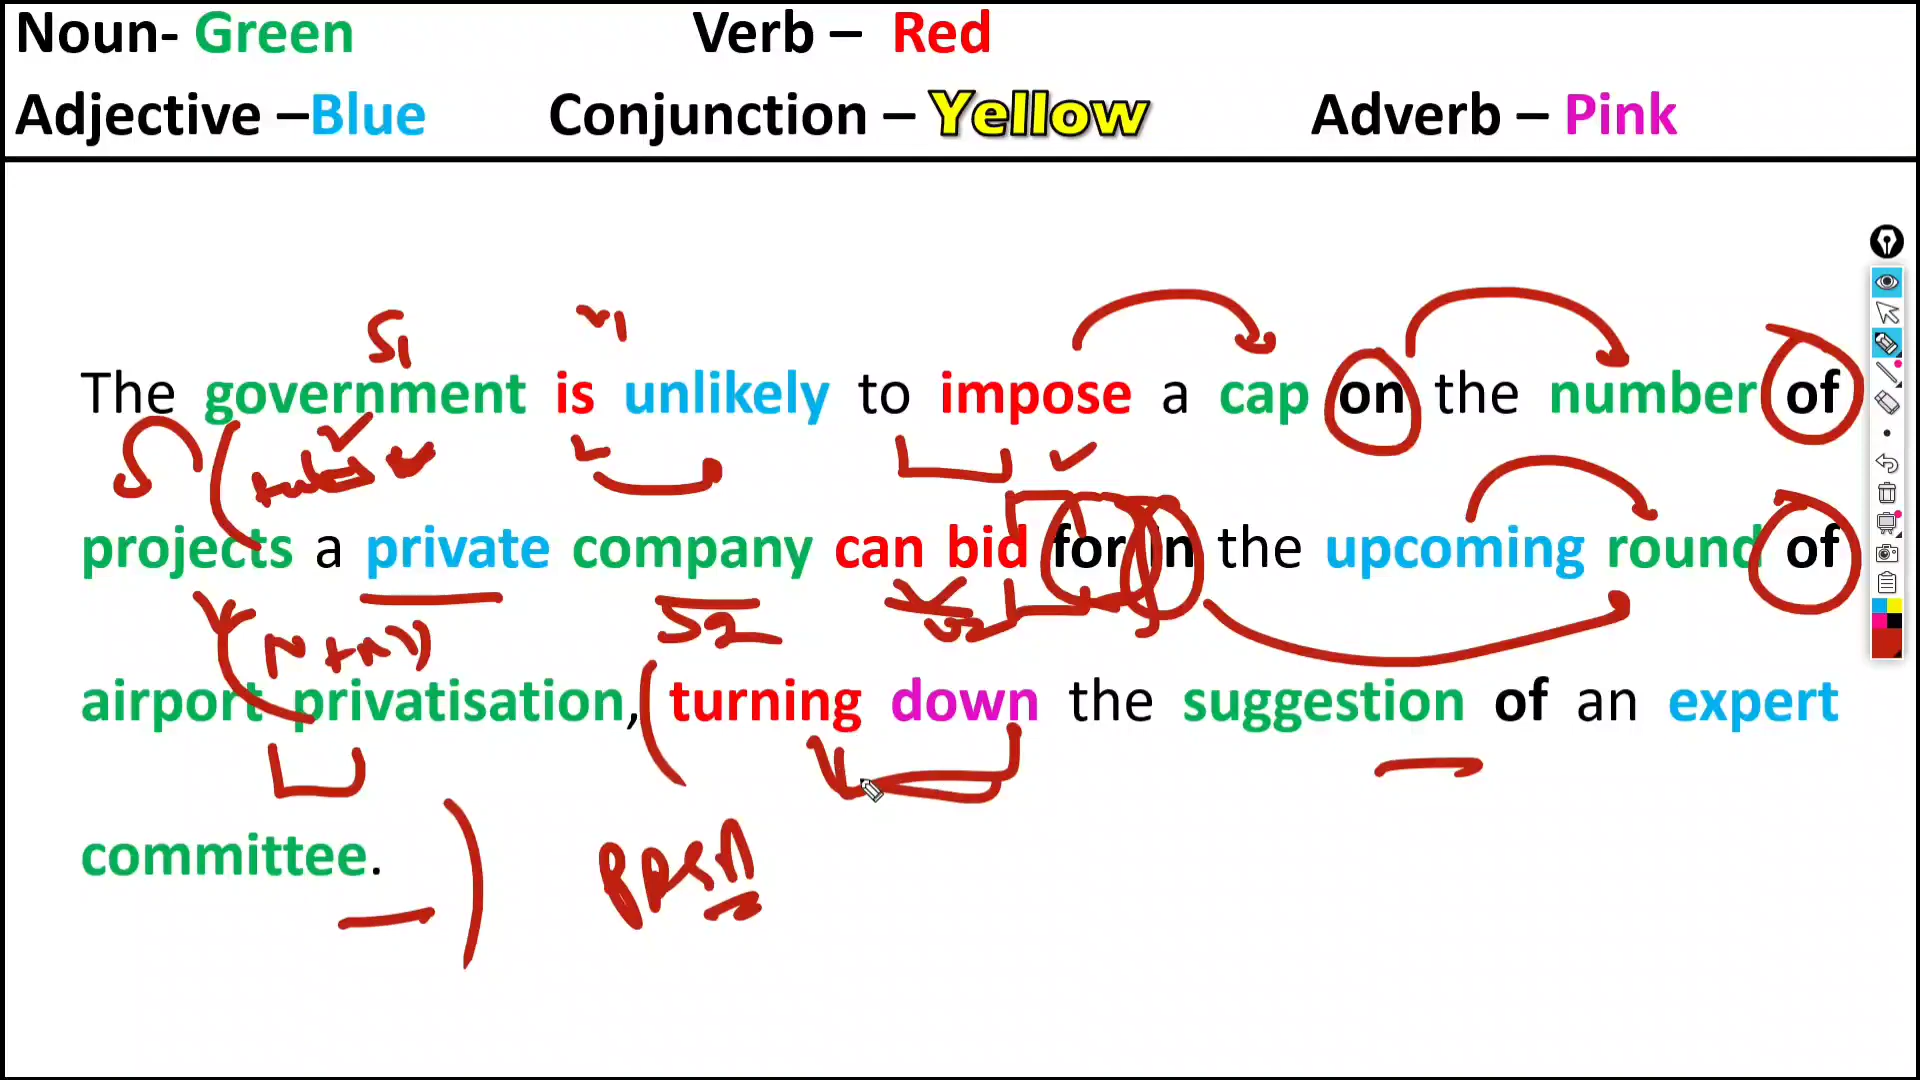 Noun- Green Verb – Red
Adjective –Blue Conjunction – Yellow Adverb – Pink
S1 v1
The government is unlikely to impose a cap on the number of
projects a private company can bid for in the upcoming round of
S2 v2
airport privatisation, turning down the suggestion of an expert
committee.